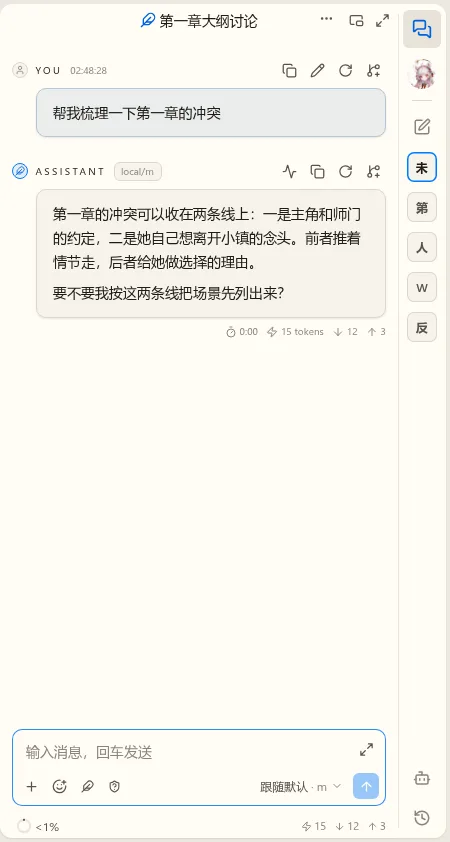 第一章大纲讨论
YOU 02:48:28
帮我梳理一下第一章的冲突
ASSISTANT local/m
第一章的冲突可以收在两条线上：一是主角和师门
的约定，二是她自己想离开小镇的念头。前者推着
情节走，后者给她做选择的理由。
要不要我按这两条线把场景先列出来？
0:00 15 tokens 12 3
未
第
人
W
反
输入消息，回车发送
跟随默认 · m
<1% 15 12 3